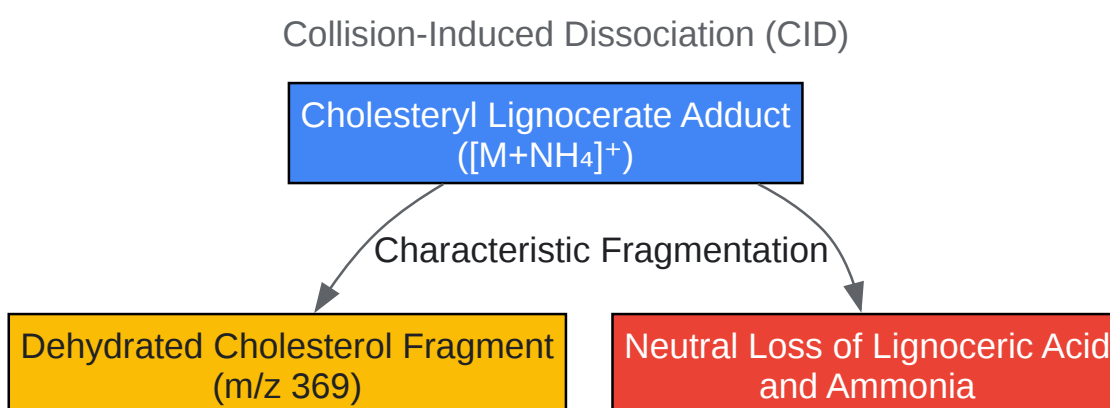 Collision-Induced Dissociation (CID)
Cholesteryl Lignocerate Adduct
([M+NH₄]⁺)
Characteristic Fragmentation
Dehydrated Cholesterol Fragment
(m/z 369)
Neutral Loss of Lignoceric Acid
and Ammonia